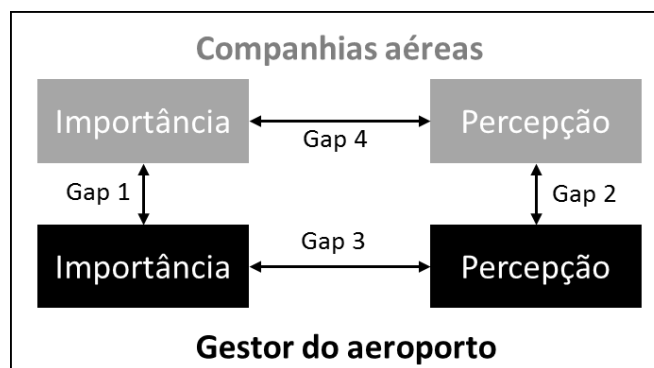 Companhias aéreas
Importância
Percepção
Gap 4
Gap 1
Gap 2
Gap 3
Importância
Percepção
Gestor do aeroporto